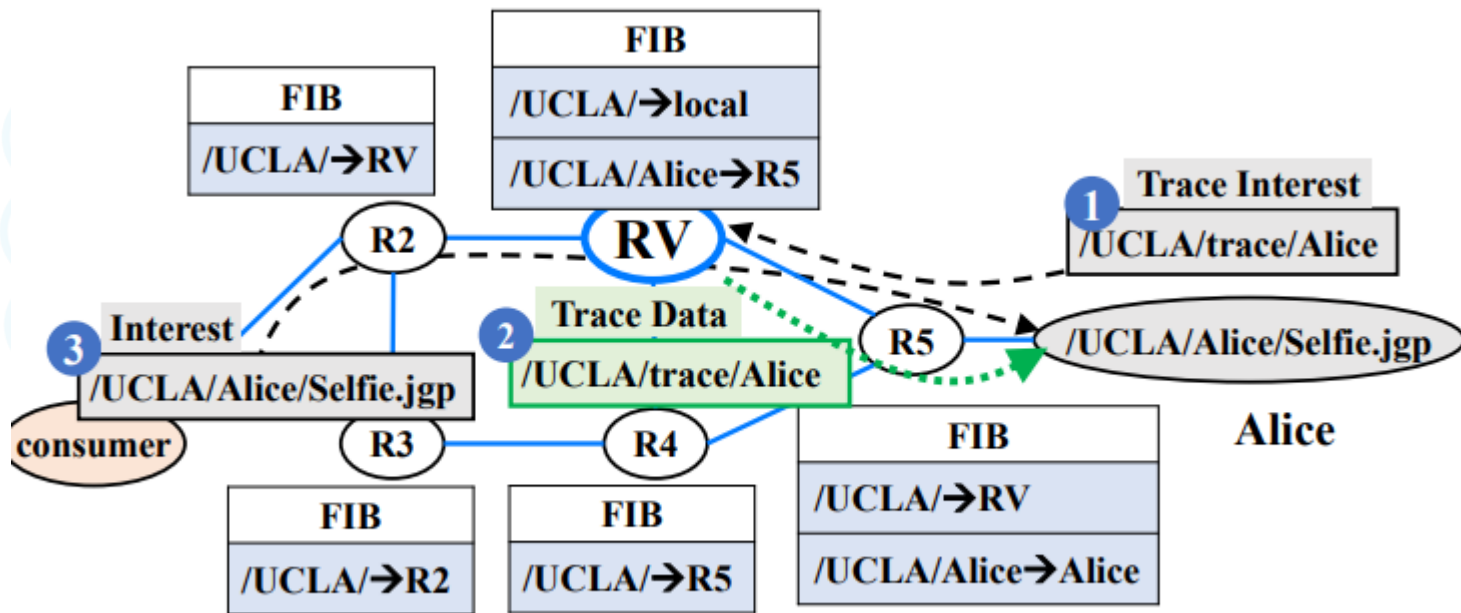 FIB
/UCLA/➔local
/UCLA/Alice➔R5
FIB
/UCLA/➔RV
Trace Interest
1
/UCLA/trace/Alice
R2
RV
Interest
3
/UCLA/Alice/Selfie.jgp
Trace Data
2
/UCLA/trace/Alice
R5
/UCLA/Alice/Selfie.jgp
Alice
consumer
R3
R4
FIB
/UCLA/➔R2
FIB
/UCLA/➔R5
FIB
/UCLA/➔RV
/UCLA/Alice➔Alice